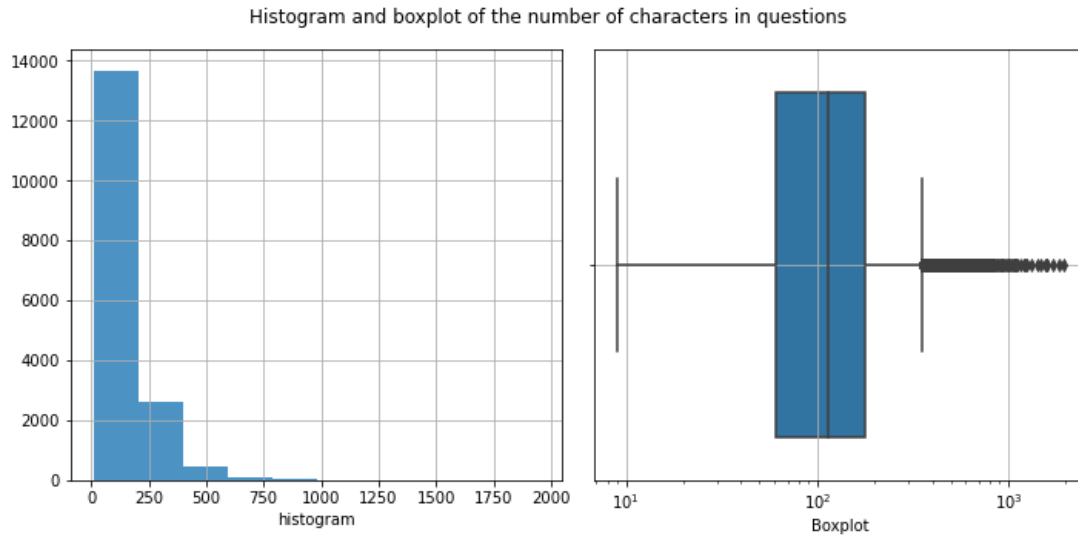 Histogram and boxplot of the number of characters in questions
14000
12000
10000
8000
6000
4000
2000
0
0 250 500 750 1000 1250 1500 1750 2000
histogram
10¹ 10² 10³
Boxplot